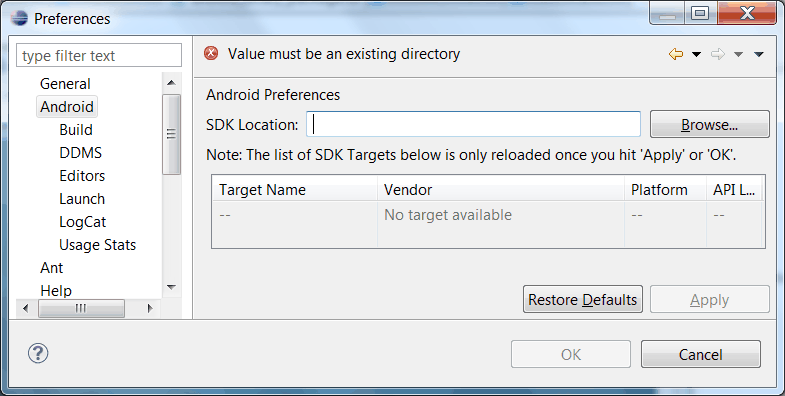 Preferences
type filter text
General
Android
Build
DDMS
Editors
Launch
LogCat
Usage Stats
Ant
Help
Value must be an existing directory
Android Preferences
SDK Location:
Browse...
Note: The list of SDK Targets below is only reloaded once you hit 'Apply' or 'OK'.
Target Name Vendor Platform API L...
-- No target available -- --
Restore Defaults Apply
? OK Cancel